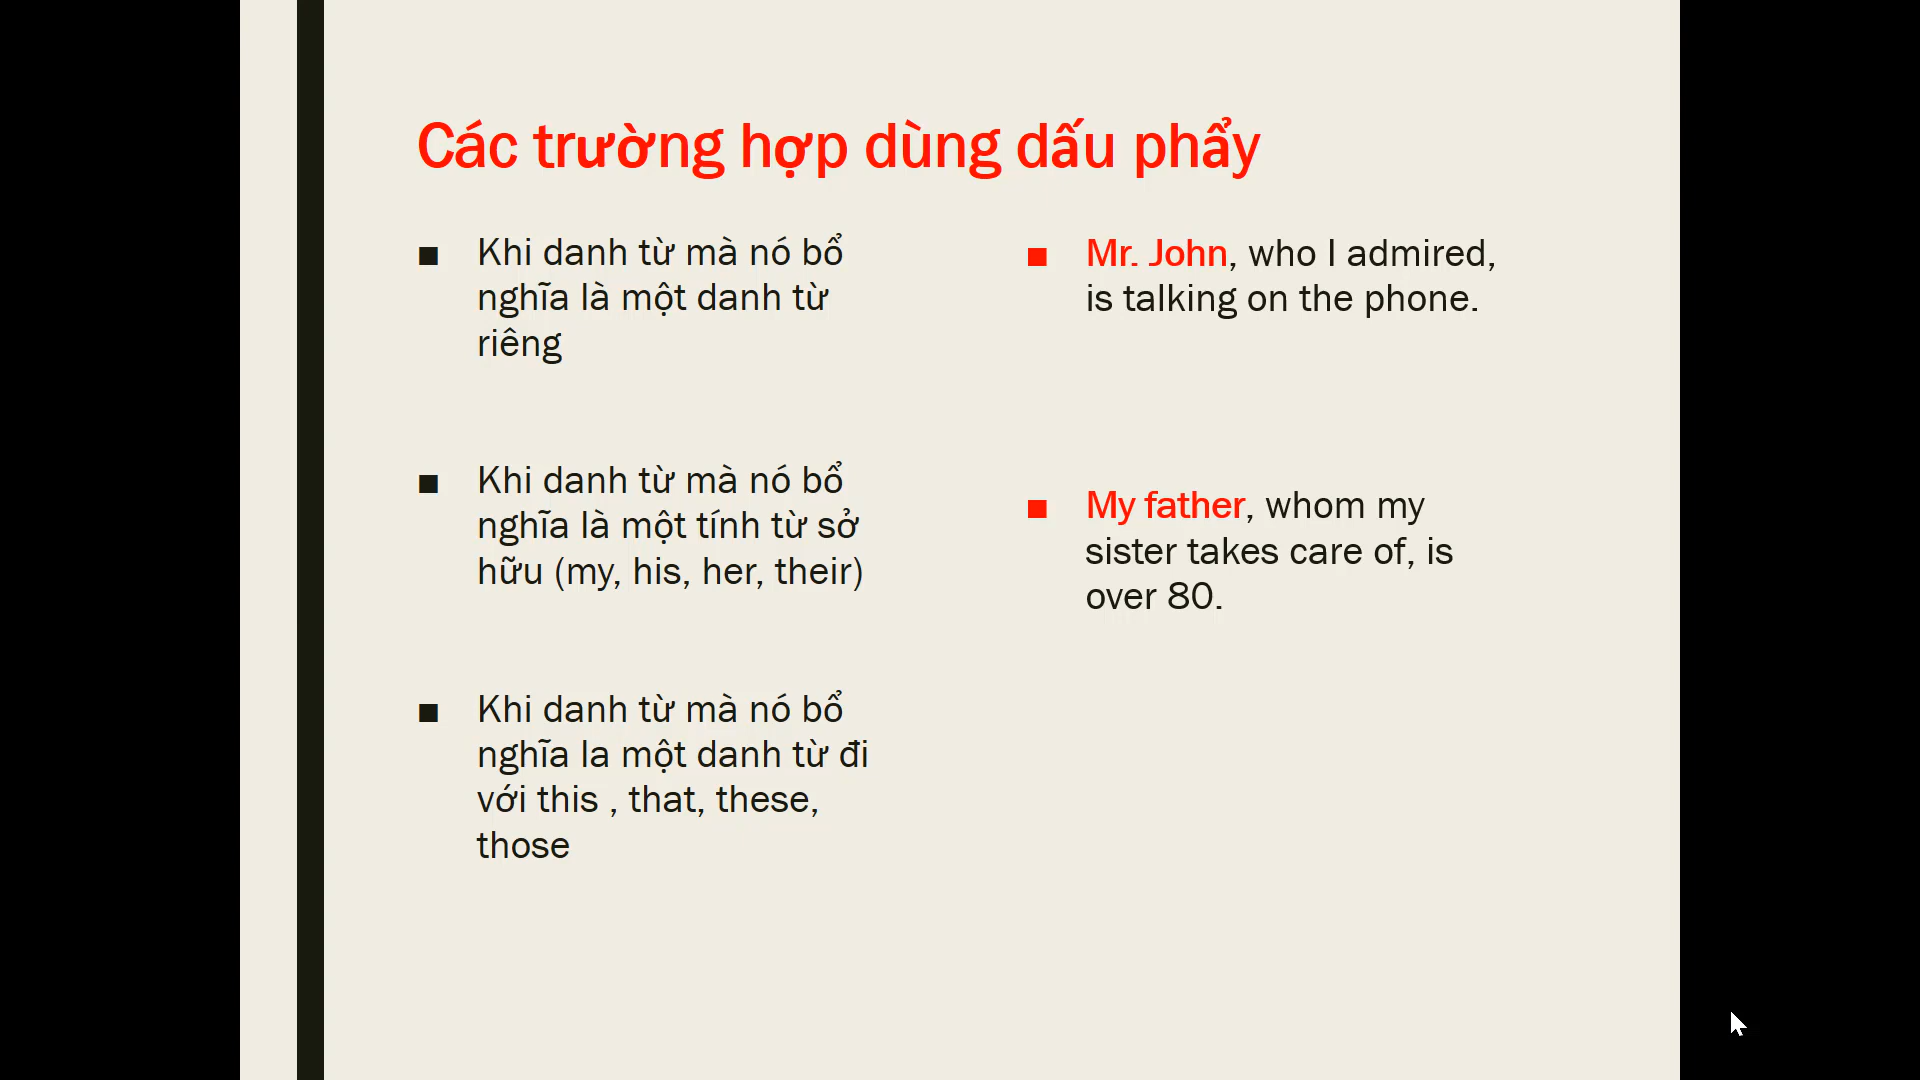 Các trường hợp dùng dấu phẩy
■ Khi danh từ mà nó bổ
nghĩa là một danh từ
riêng
■ Khi danh từ mà nó bổ
nghĩa là một tính từ sở
hữu (my, his, her, their)
■ Khi danh từ mà nó bổ
nghĩa la một danh từ đi
với this , that, these,
those
■ Mr. John, who I admired,
is talking on the phone.
■ My father, whom my
sister takes care of, is
over 80.